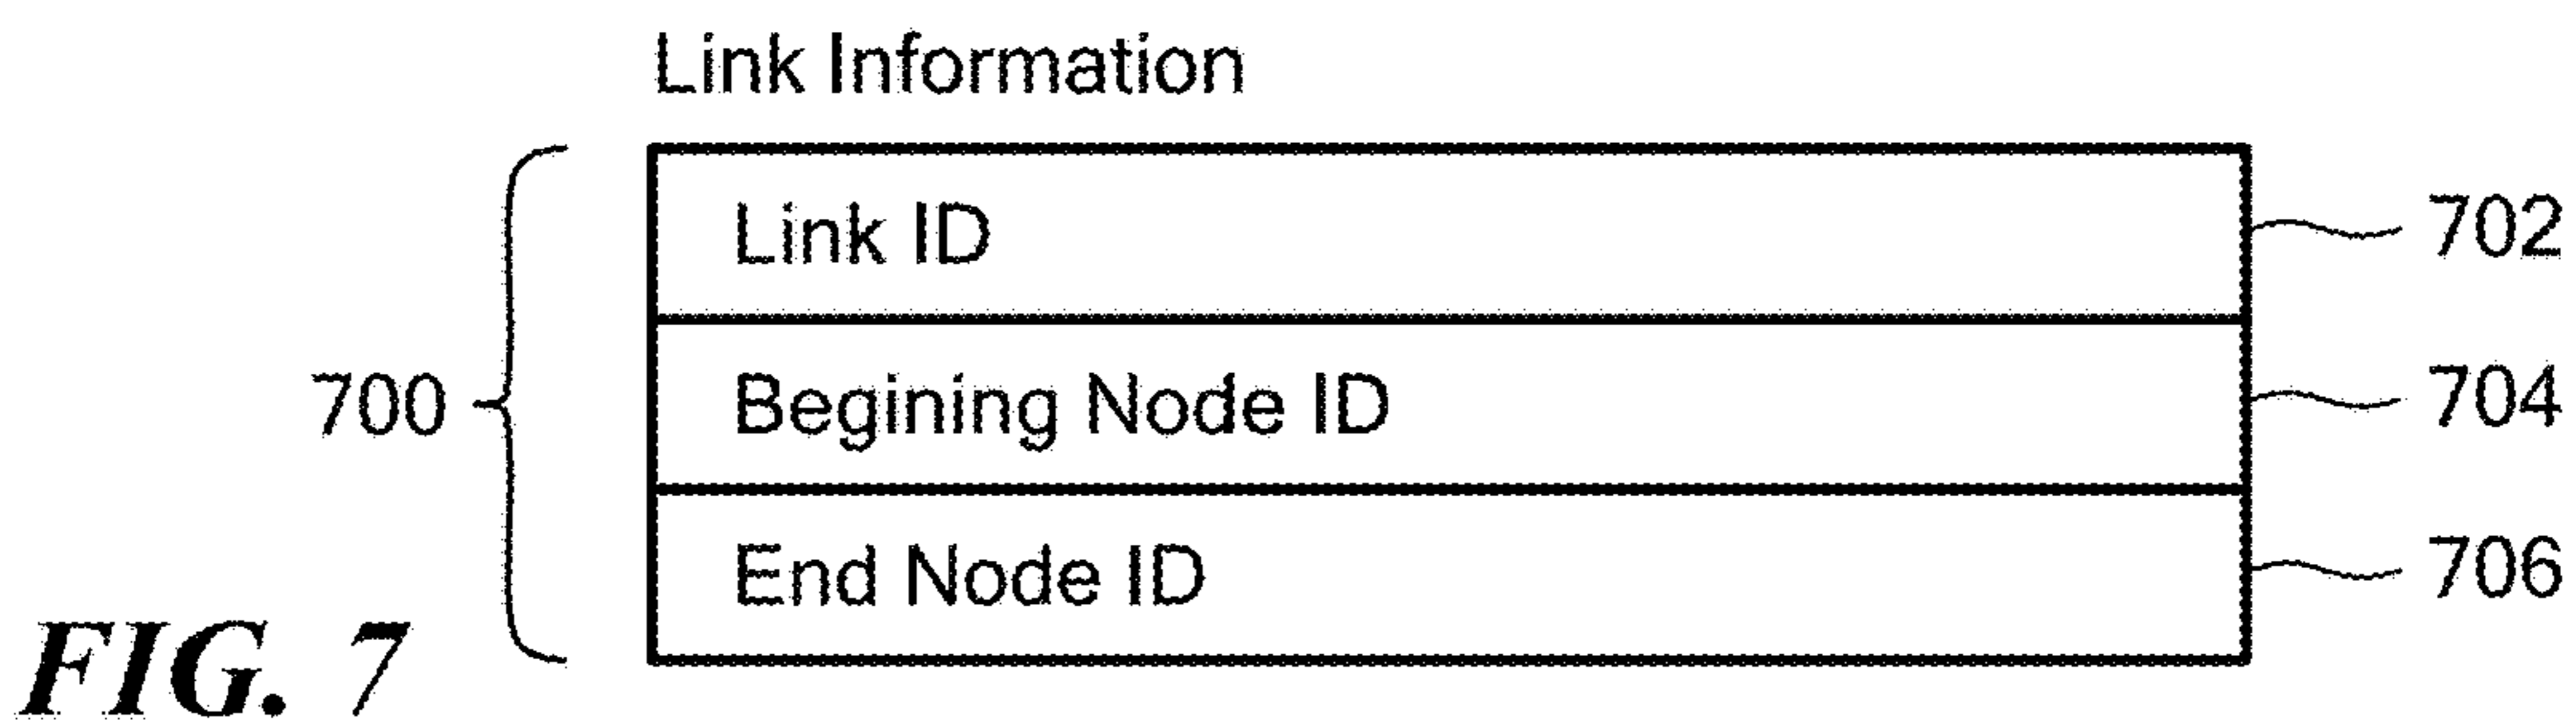 Link Information
Link ID 702
700 Begining Node ID 704
End Node ID 706
FIG. 7